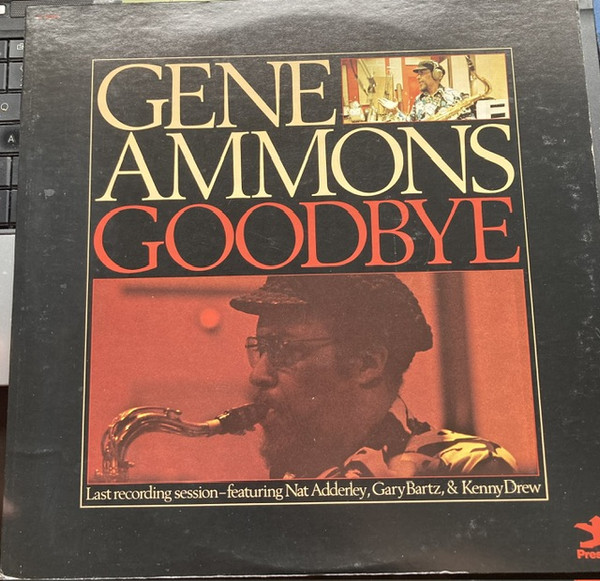 GENE
AMMONS
GOODBYE
Last recording session–featuring Nat Adderley, Gary Bartz, & Kenny Drew
Q
A